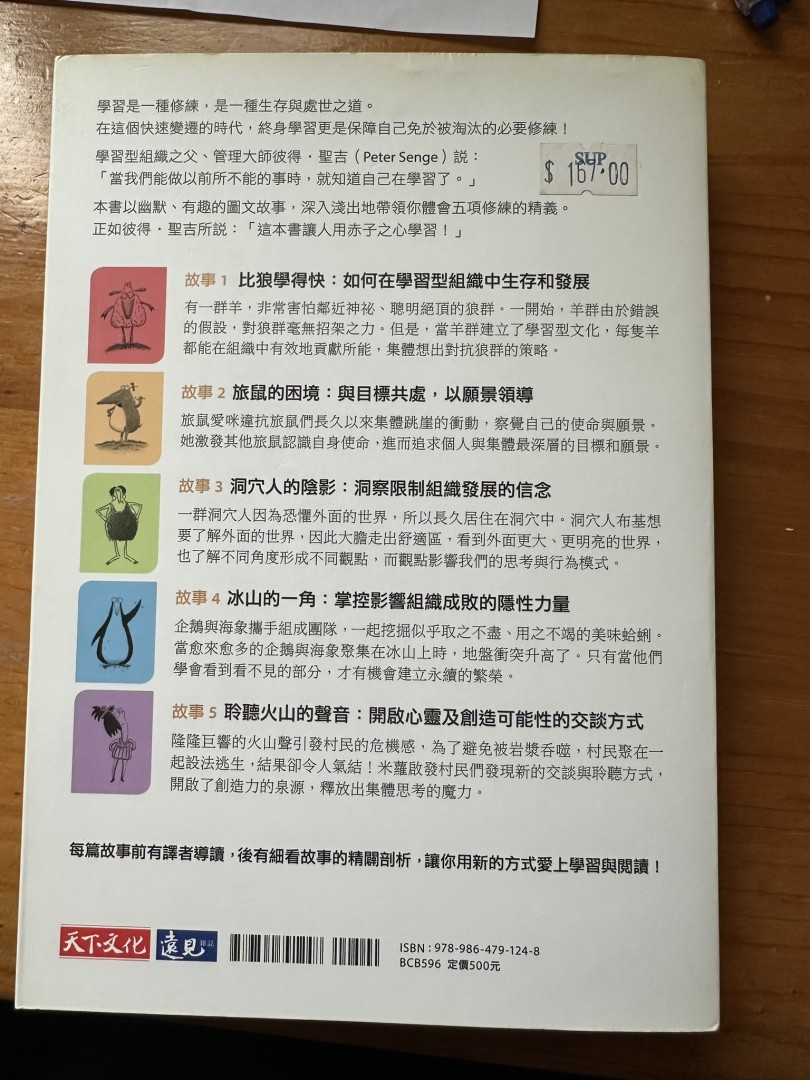 學習是一種修練，是一種生存與處世之道。
在這個快速變遷的時代，終身學習更是保障自己免於被淘汰的必要修練！
學習型組織之父、管理大師彼得．聖吉（Peter Senge）説：
「當我們能做以前所不能的事時，就知道自己在學習了。」
SUP
$ 167.00
本書以幽默、有趣的圖文故事，深入淺出地帶領你體會五項修練的精義。
正如彼得．聖吉所説：「這本書讓人用赤子之心學習！」
故事 1 比狼學得快：如何在學習型組織中生存和發展
有一群羊，非常害怕鄰近神祕、聰明絕頂的狼群。一開始，羊群由於錯誤
的假設，對狼群毫無招架之力。但是，當羊群建立了學習型文化，每隻羊
都能在組織中有效地貢獻所能，集體想出對抗狼群的策略。
故事 2 旅鼠的困境：與目標共處，以願景領導
旅鼠愛咪違抗旅鼠們長久以來集體跳崖的衝動，察覺自己的使命與願景。
她激發其他旅鼠認識自身使命，進而追求個人與集體最深層的目標和願景。
故事 3 洞穴人的陰影：洞察限制組織發展的信念
一群洞穴人因為恐懼外面的世界，所以長久居住在洞穴中。洞穴人布基想
要了解外面的世界，因此大膽走出舒適區，看到外面更大、更明亮的世界，
也了解不同角度形成不同觀點，而觀點影響我們的思考與行為模式。
故事 4 冰山的一角：掌控影響組織成敗的隱性力量
企鵝與海象攜手組成團隊，一起挖掘似乎取之不盡、用之不竭的美味蛤蜊。
當愈來愈多的企鵝與海象聚集在冰山上時，地盤衝突升高了。只有當他們
學會看到看不見的部分，才有機會建立永續的繁榮。
故事 5 聆聽火山的聲音：開啟心靈及創造可能性的交談方式
隆隆巨響的火山聲引發村民的危機感，為了避免被岩漿吞噬，村民聚在一
起設法逃生，結果卻令人氣結！米蘿啟發村民們發現新的交談與聆聽方式，
開啟了創造力的泉源，釋放出集體思考的魔力。
每篇故事前有譯者導讀，後有細看故事的精闢剖析，讓你用新的方式愛上學習與閱讀！
天下文化
遠見雜誌
ISBN：978-986-479-124-8
BCB596 定價500元